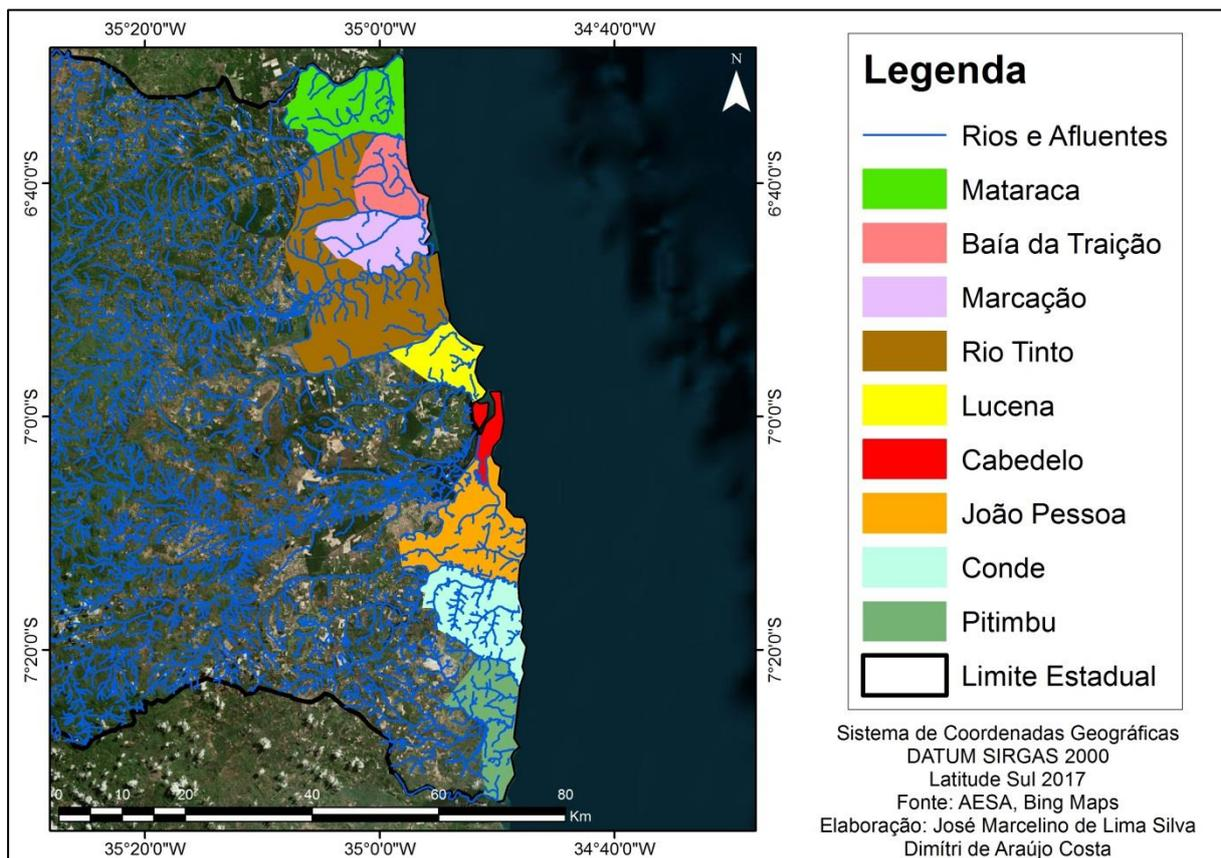 35°20'0"W
35°0'0"W
34°40'0"W
N
6°40'0"S
6°40'0"S
7°0'0"S
7°0'0"S
7°20'0"S
7°20'0"S
0
10
20
40
60
80
Km
35°20'0"W
35°0'0"W
34°40'0"W
Legenda
Rios e Afluentes
Mataraca
Baía da Traição
Marcação
Rio Tinto
Lucena
Cabedelo
João Pessoa
Conde
Pitimbu
Limite Estadual
Sistema de Coordenadas Geográficas
DATUM SIRGAS 2000
Latitude Sul 2017
Fonte: AESA, Bing Maps
Elaboração: José Marcelino de Lima Silva
Dimítri de Araújo Costa